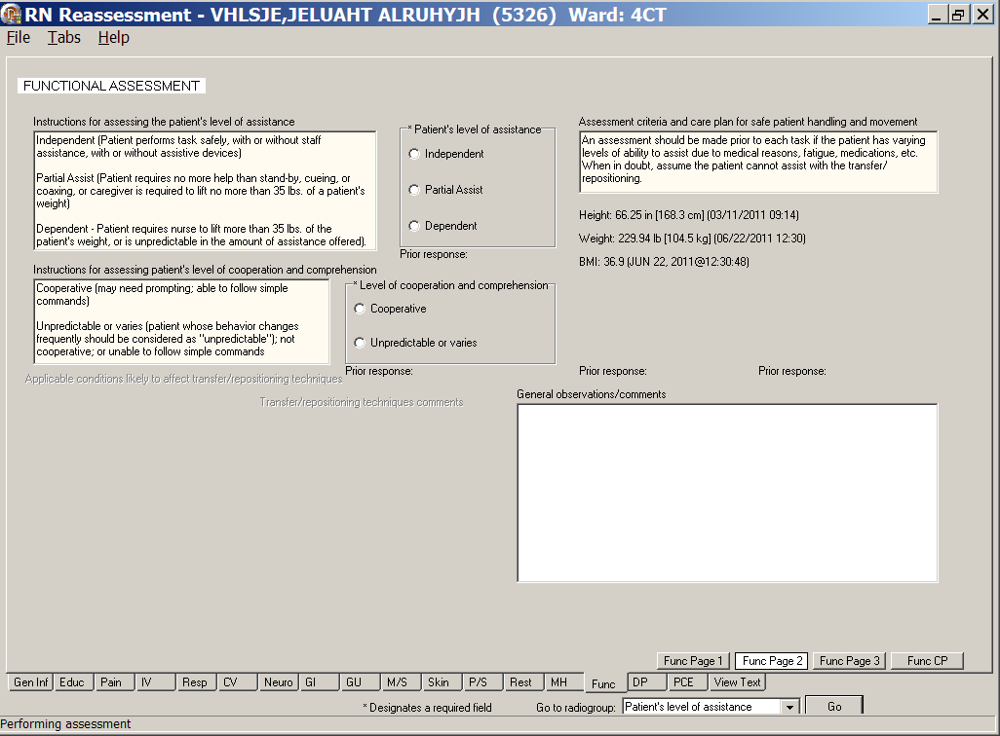 RN Reassessment - VHLSJE,JELUAHT ALRUHYJH (5326) Ward: 4CT
File Tabs Help
FUNCTIONAL ASSESSMENT
Instructions for assessing the patient's level of assistance
Independent (Patient performs task safely, with or without staff
assistance, with or without assistive devices)
Partial Assist (Patient requires no more help than stand-by, cueing, or
coaxing, or caregiver is required to lift no more than 35 lbs. of a patient's
weight)
Dependent - Patient requires nurse to lift more than 35 lbs. of the
patient's weight, or is unpredictable in the amount of assistance offered).
* Patient's level of assistance
Independent
Partial Assist
Dependent
Prior response:
Assessment criteria and care plan for safe patient handling and movement
An assessment should be made prior to each task if the patient has varying
levels of ability to assist due to medical reasons, fatigue, medications, etc.
When in doubt, assume the patient cannot assist with the transfer/
repositioning.
Height: 66.25 in [168.3 cm] (03/11/2011 09:14)
Weight: 229.94 lb [104.5 kg] (06/22/2011 12:30)
BMI: 36.9 (JUN 22, 2011@12:30:48)
Instructions for assessing patient's level of cooperation and comprehension
Cooperative (may need prompting; able to follow simple
commands)
Unpredictable or varies (patient whose behavior changes
frequently should be considered as "unpredictable"); not
cooperative; or unable to follow simple commands
* Level of cooperation and comprehension
Cooperative
Unpredictable or varies
Prior response:
Prior response:
Prior response:
Applicable conditions likely to affect transfer/repositioning techniques
Transfer/repositioning techniques comments
General observations/comments
Func Page 1 Func Page 2 Func Page 3 Func CP
Gen Inf Educ Pain IV Resp CV Neuro GI GU M/S Skin P/S Rest MH Func DP PCE View Text
* Designates a required field Go to radiogroup: Patient's level of assistance Go
Performing assessment